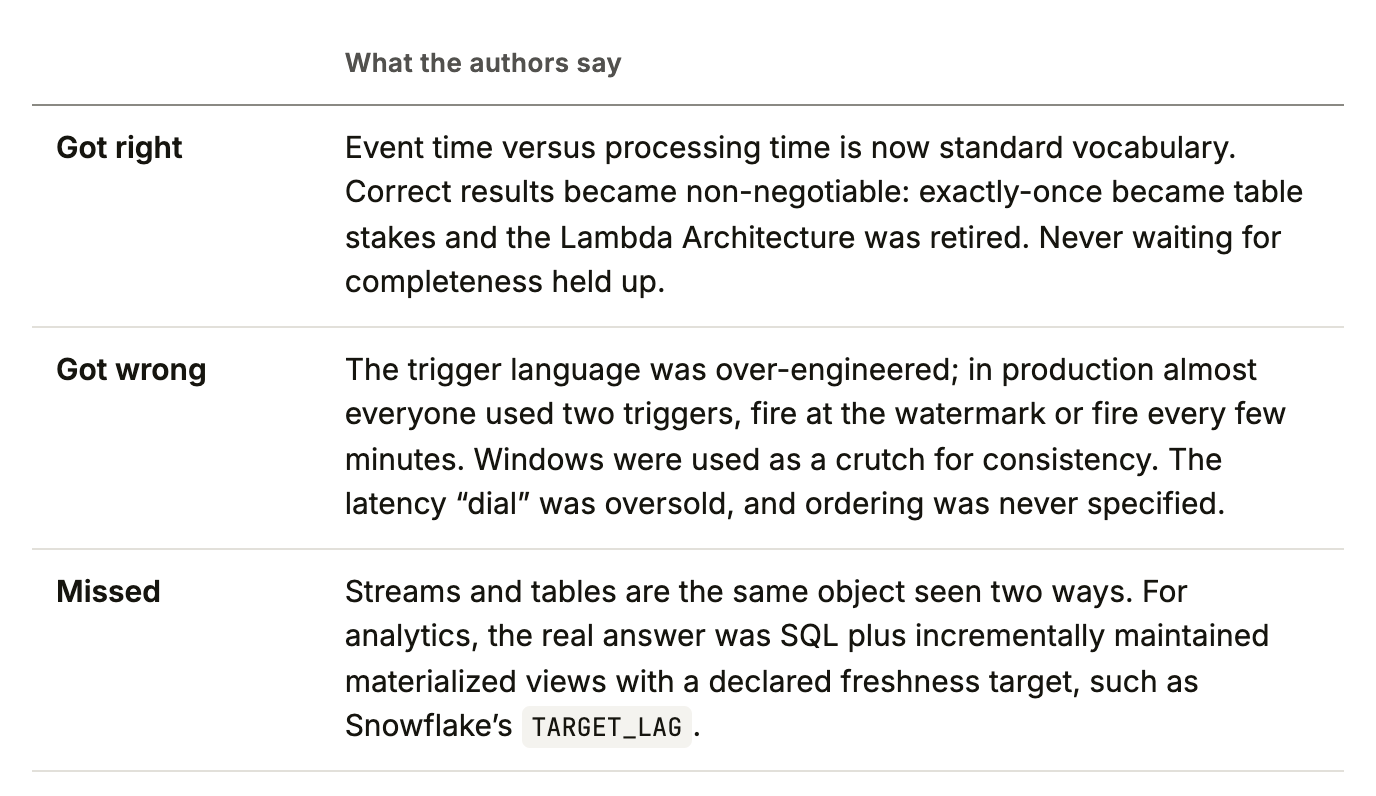 What the authors say
Got right
Event time versus processing time is now standard vocabulary.
Correct results became non-negotiable: exactly-once became table
stakes and the Lambda Architecture was retired. Never waiting for
completeness held up.
Got wrong
The trigger language was over-engineered; in production almost
everyone used two triggers, fire at the watermark or fire every few
minutes. Windows were used as a crutch for consistency. The
latency “dial” was oversold, and ordering was never specified.
Missed
Streams and tables are the same object seen two ways. For
analytics, the real answer was SQL plus incrementally maintained
materialized views with a declared freshness target, such as
Snowflake’s TARGET_LAG.